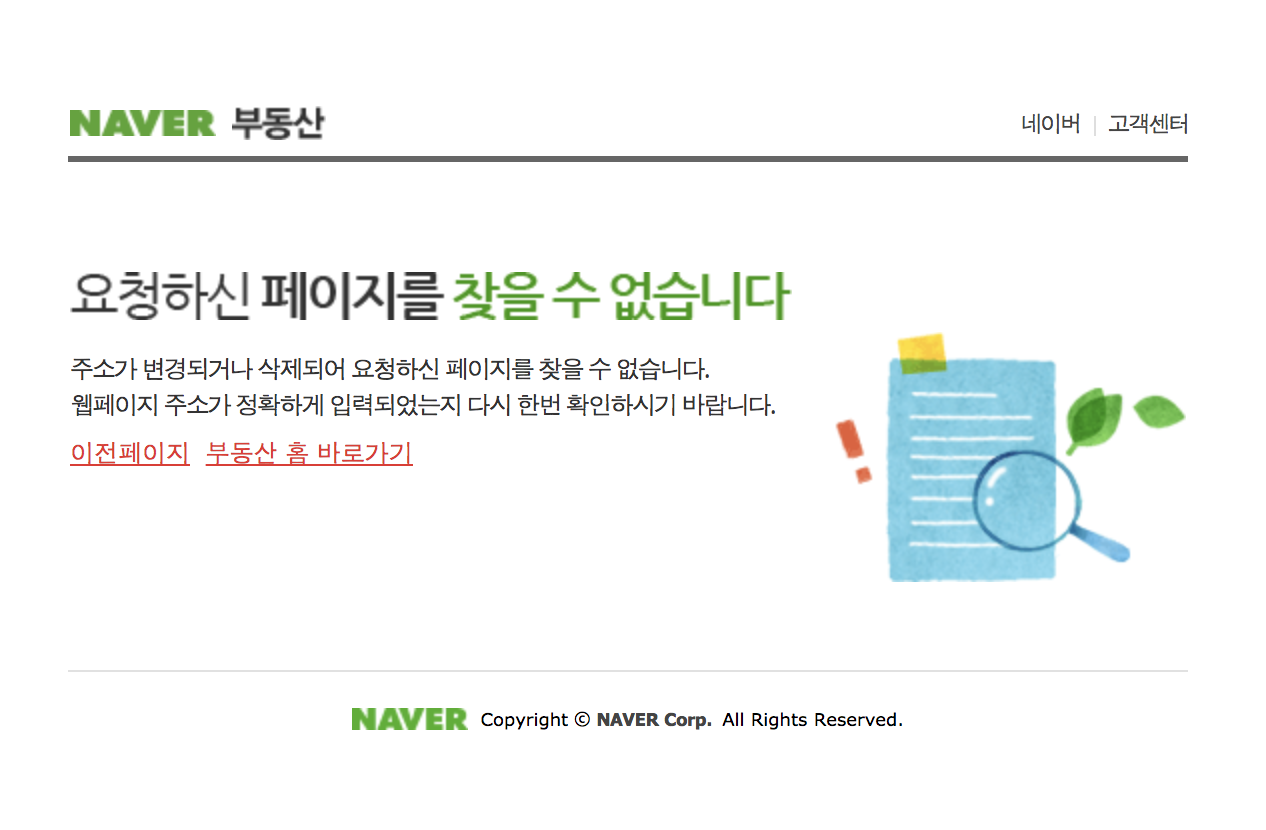 NAVER 부동산
네이버 | 고객센터
요청하신 페이지를 찾을 수 없습니다
주소가 변경되거나 삭제되어 요청하신 페이지를 찾을 수 없습니다.
웹페이지 주소가 정확하게 입력되었는지 다시 한번 확인하시기 바랍니다.
이전페이지 부동산 홈 바로가기
NAVER Copyright © NAVER Corp. All Rights Reserved.